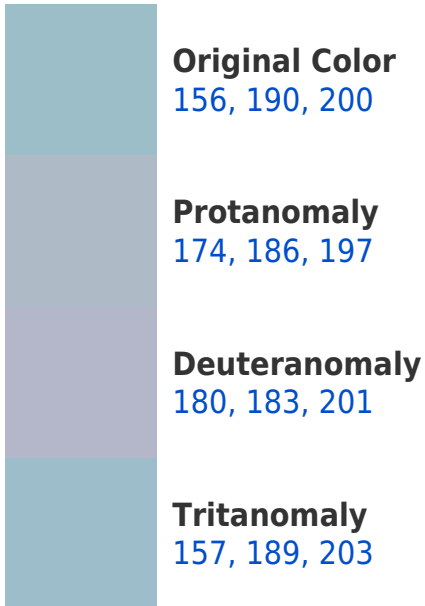 Original Color
156, 190, 200
Protanomaly
174, 186, 197
Deuteranomaly
180, 183, 201
Tritanomaly
157, 189, 203